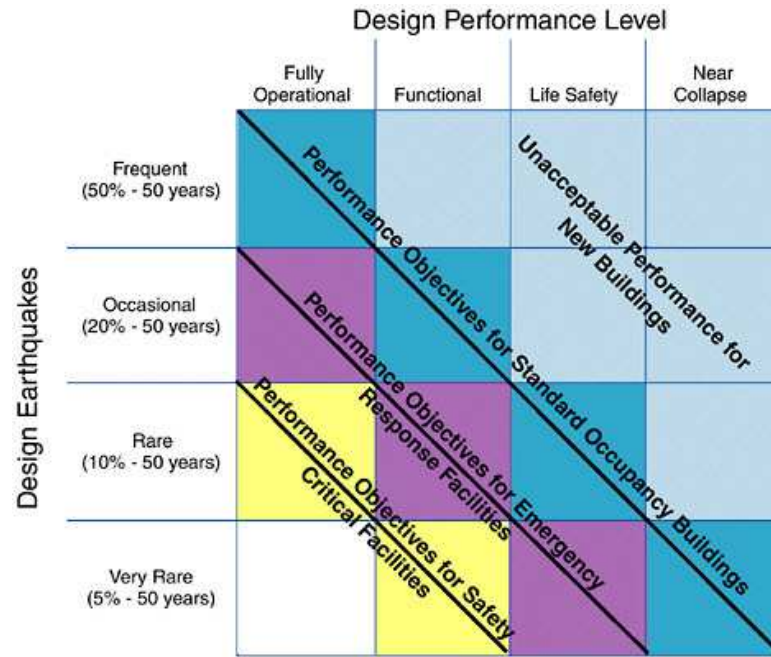 Design Performance Level
Fully
Operational
Functional
Life Safety
Near
Collapse
Design Earthquakes
Frequent
(50% - 50 years)
Occasional
(20% - 50 years)
Rare
(10% - 50 years)
Very Rare
(5% - 50 years)
Unacceptable Performance for
New Buildings
Performance Objectives for Standard Occupancy Buildings
Performance Objectives for Emergency
Response Facilities
Performance Objectives for Safety
Critical Facilities